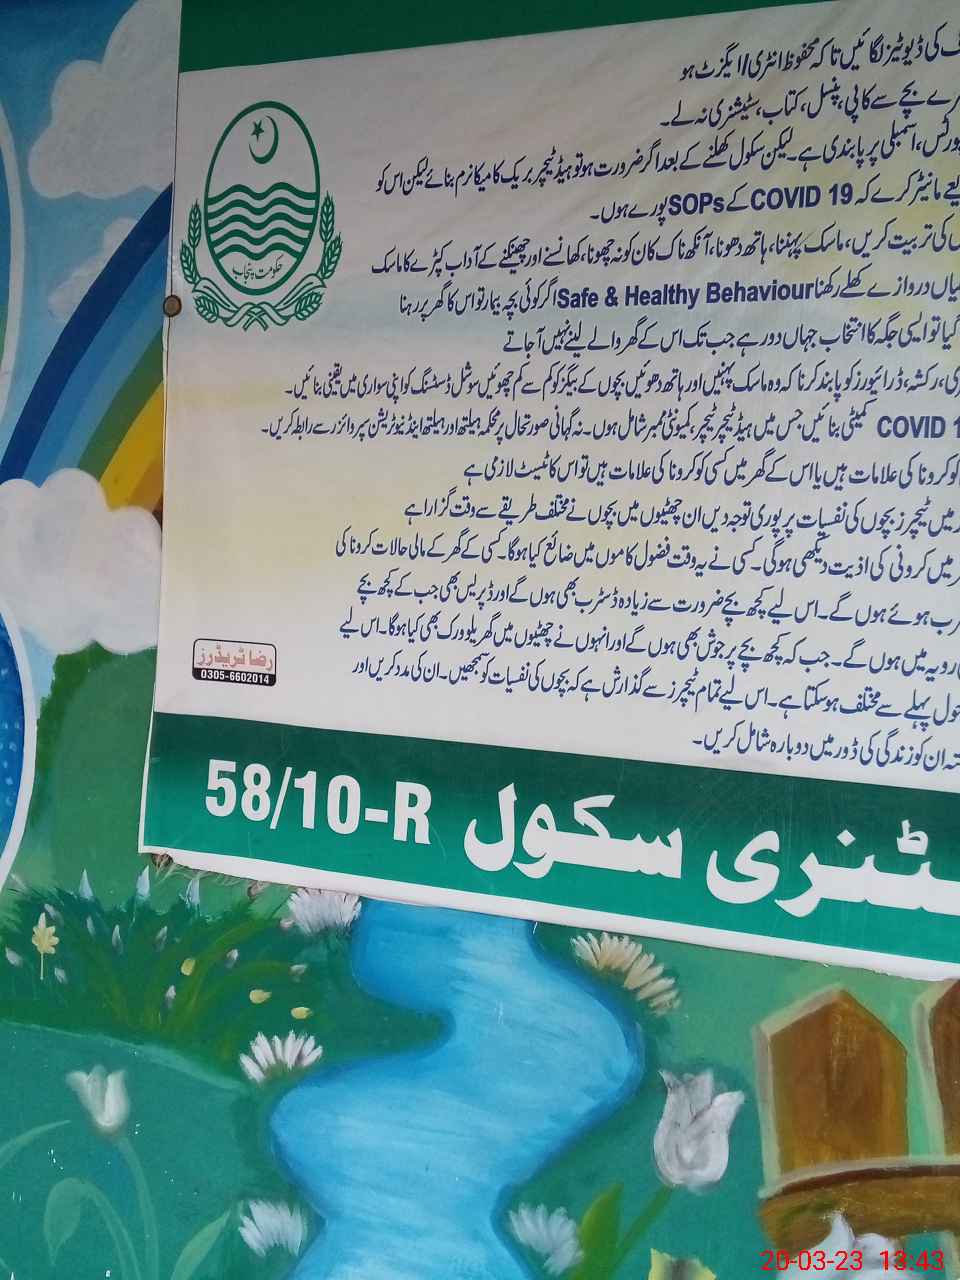 کی ڈیوٹیز لگائیں تاکہ محفوظ انٹری/ایگزٹ ہو
بچے سے کاپی، پنسل، کتاب، سٹیشنری نہ لے۔
اسمبلی پر پابندی ہے۔ لیکن سکول کھلنے کے بعد اگر ضرورت ہو تو ہیڈ ٹیچر بریک کا میکانزم بنائے لیکن اس کو
مانیٹر کرے کہ COVID 19 کے SOPs پورے ہوں۔
کی تربیت کریں، ماسک پہننا، ہاتھ دھونا، آنکھ ناک کان کو نہ چھونا، کھانسنے اور چھینکنے کے آداب کپڑے کا ماسک
دروازے کھلے رکھنا Safe & Healthy Behaviour اگر کوئی بچہ بیمار تو اس کا گھر پر رہنا
گیا تو ایسی جگہ کا انتخاب جہاں دور ہے جب تک اس کے گھر والے لینے نہیں آجاتے
رکشہ، ڈرائیورز کو پابند کرنا کہ وہ ماسک پہنیں اور ہاتھ دھوئیں بچوں کے بیگز کو کم سے کم چھوئیں سوشل ڈسٹنگ کو اپنی سواری میں یقینی بنائیں۔
COVID 1 کمیٹی بنائیں جس میں ہیڈ ٹیچر ٹیچر، کمیونٹی ممبر شامل ہوں۔ نہ گہانی صورتحال پر محکمہ ہیلتھ اور ہیلتھ اینڈ نیوٹریشن سپروائزر سے رابطہ کریں۔
کو کرونا کی علامات ہیں یا اس کے گھر میں کسی کو کرونا کی علامات ہیں تو اس کا ٹیسٹ لازمی ہے
میں ٹیچرز بچوں کی نفسیات پر پوری توجہ دیں ان چھٹیوں میں بچوں نے مختلف طریقے سے وقت گزارا ہے
میں کرونی کی اذیت دیکھی ہوگی۔ کسی نے یہ وقت فضول کاموں میں ضائع کیا ہوگا۔ کسی کے گھر کے مالی حالات کرونا کی
ہوئے ہوں گے۔ اس لیے کچھ بچے ضرورت سے زیادہ ڈسٹرب بھی ہوں گے اور ڈپریس بھی جب کے کچھ بچے
رویہ میں ہوں گے۔ جب کہ کچھ بچے پر جوش بھی ہوں گے اور انہوں نے چھٹیوں میں گھریلو ورک بھی کیا ہوگا۔ اس لیے
پہلے سے مختلف ہو سکتا ہے۔ اس لیے تمام ٹیچرز سے گذارش ہے کہ بچوں کی نفسیات کو سمجھیں۔ ان کی مدد کریں اور
ان کو زندگی کی ڈور میں دوبارہ شامل کریں۔
حکومت پنجاب
رضا ٹریڈرز
0305-6602014
سکول 58/10-R
20-03-23 13:43